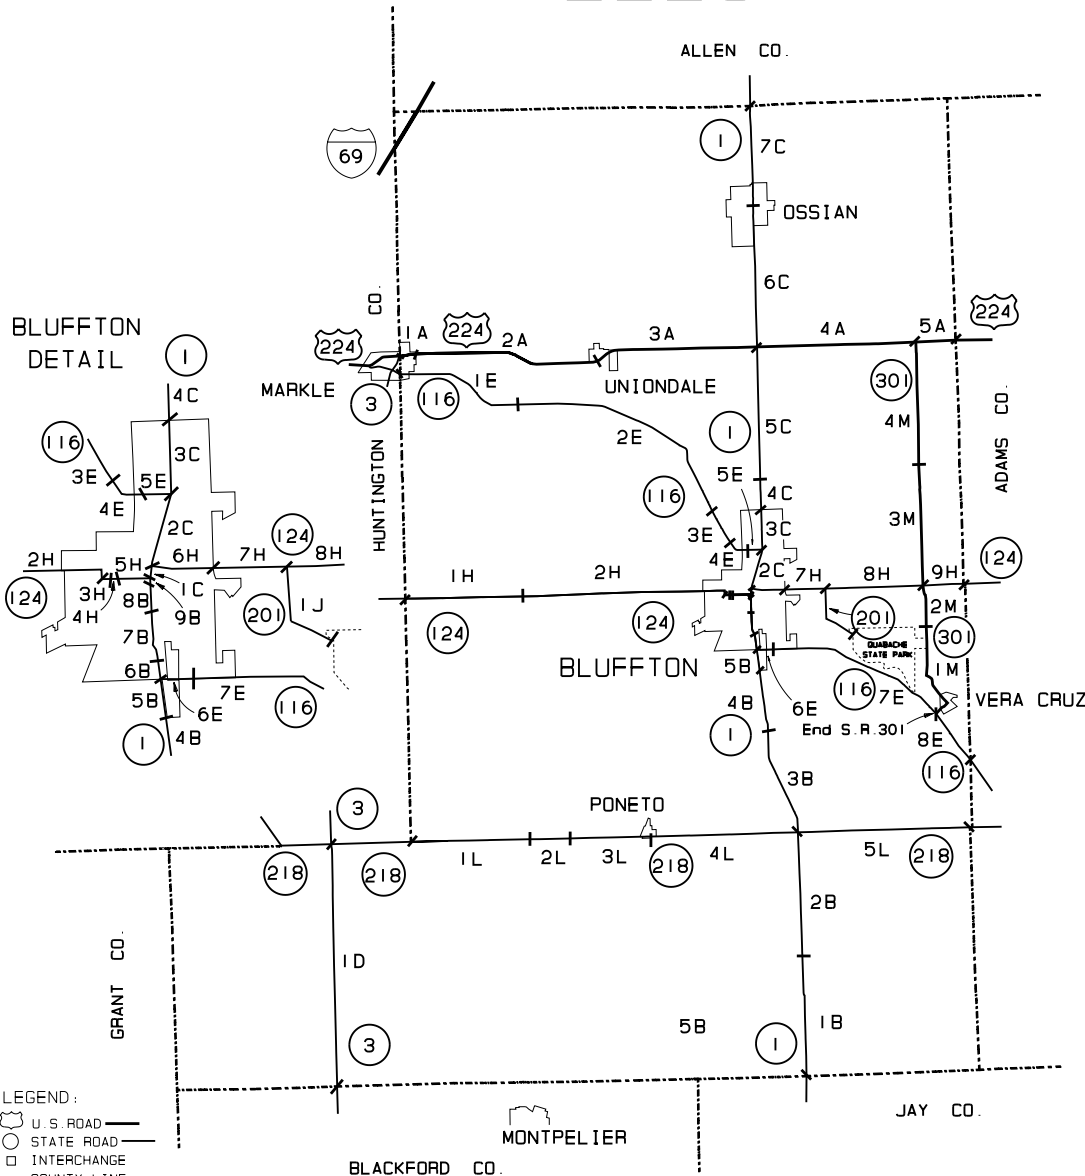 ALLEN CO.
1
7C
69
OSSIAN
6C
CO.
HUNTINGTON
BLUFFTON
DETAIL
1
4C
116
3C
3E
5E
4E
2C
124
2H
5H
6H
7H
8H
124
3H
4H
1C
8B
9B
201
1J
7B
6B
5B
7E
6E
116
1
4B
224
1A
224
2A
3A
4A
5A
224
MARKLE
116
1E
UNIONDALE
301
3
4M
ADAMS CO.
1
5C
2E
5E
116
4C
3M
3E
3C
4E
124
1H
2H
2C
7H
8H
9H
124
124
201
2M
301
QUABACHE
STATE PARK
BLUFFTON
5B
1M
116
7E
VERA CRUZ
4B
6E
1
End S.R.301
8E
116
3B
3
PONETO
218
218
1L
2L
3L
218
4L
5L
218
2B
GRANT CO.
1D
3
5B
1
1B
LEGEND:
U.S.ROAD
STATE ROAD
INTERCHANGE
COUNTY LINE
JAY CO.
MONTPELIER
BLACKFORD CO.